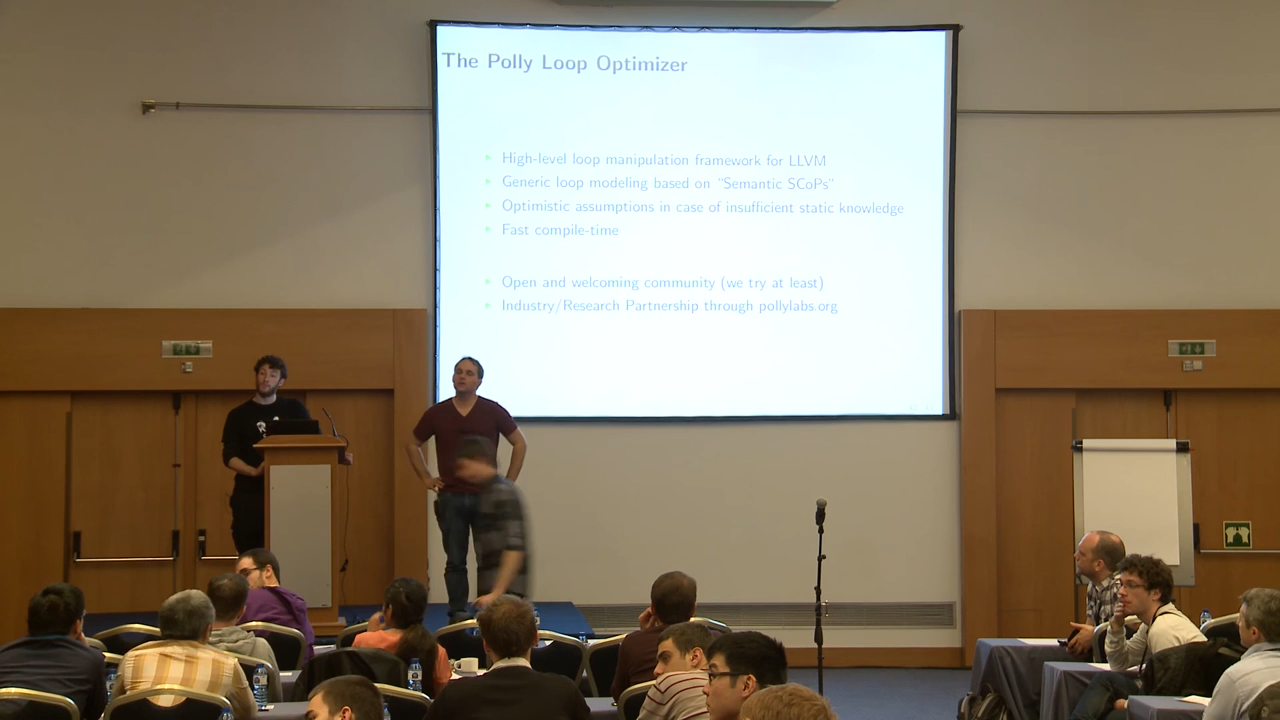 The Polly Loop Optimizer
High-level loop manipulation framework for LLVM
Generic loop modeling based on “Semantic SCoPs”
Optimistic assumptions in case of insufficient static knowledge
Fast compile-time
Open and welcoming community (we try at least)
Industry/Research Partnership through pollylabs.org